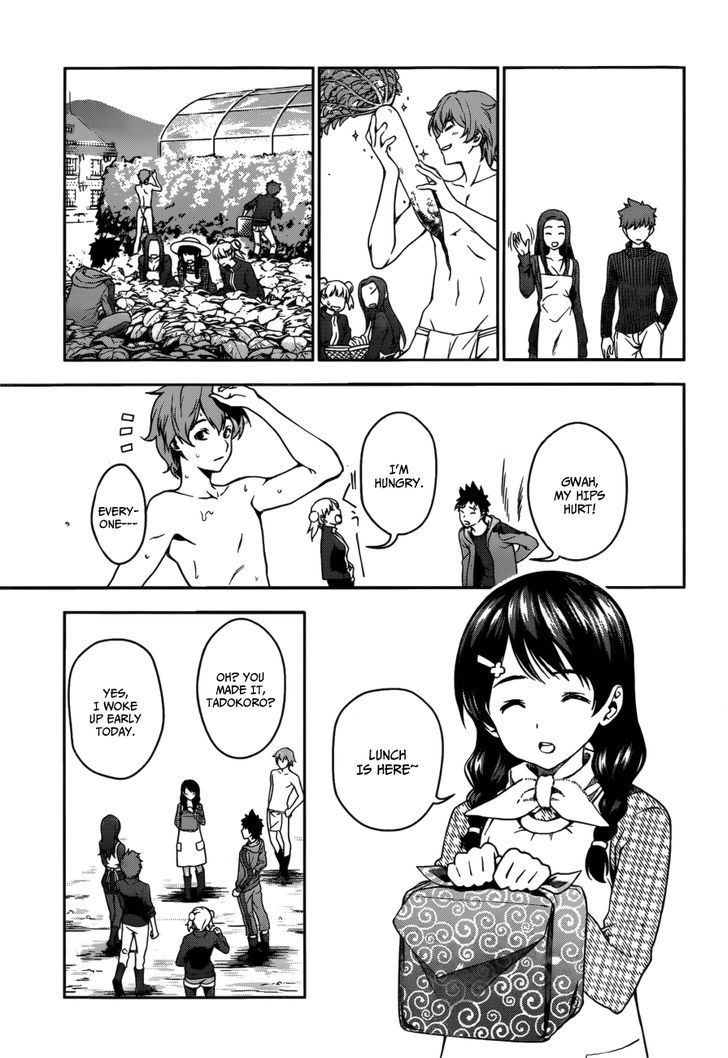 GWAH,
MY HIPS
HURT!
I'M
HUNGRY.
EVERY-
ONE---
LUNCH
IS HERE~
OH? YOU
MADE IT,
TADOKORO?
YES,
I WOKE
UP EARLY
TODAY.